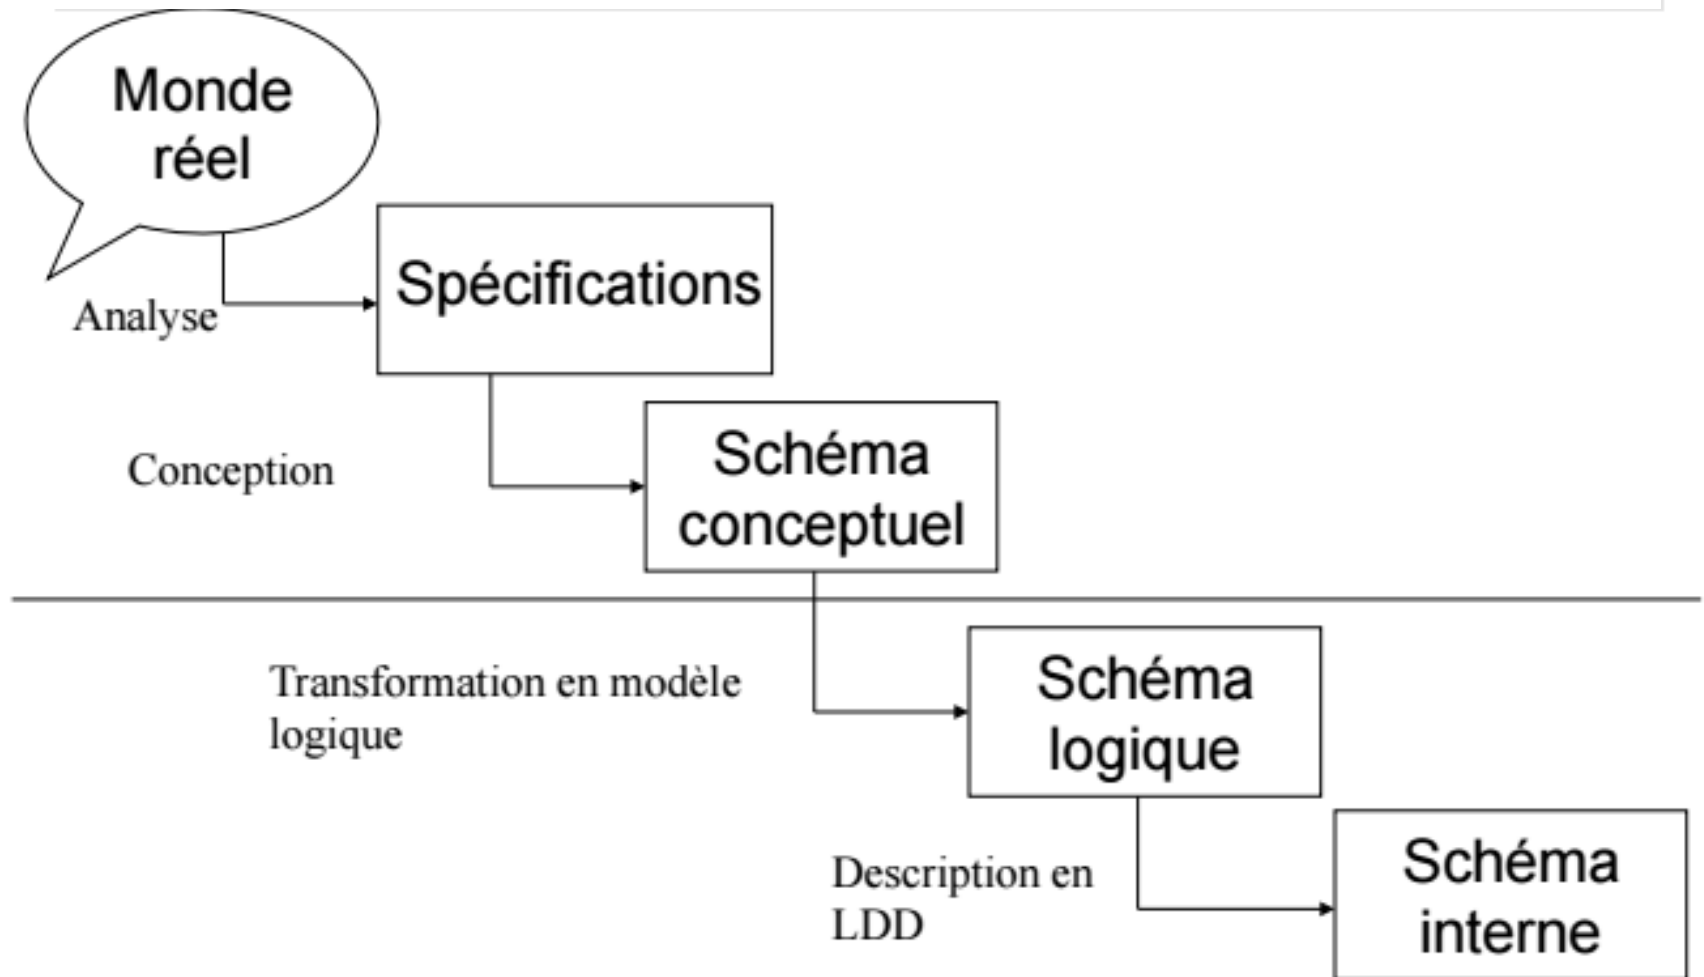 Monde
réel
Analyse
Spécifications
Conception
Schéma
conceptuel
Transformation en modèle
logique
Schéma
logique
Description en
LDD
Schéma
interne